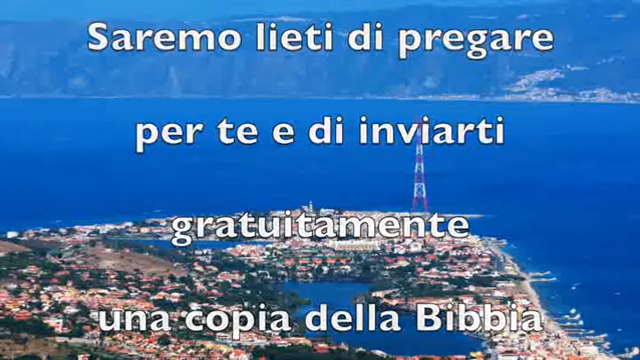 Saremo lieti di pregare
per te e di inviarti
gratuitamente
una copia della Bibbia